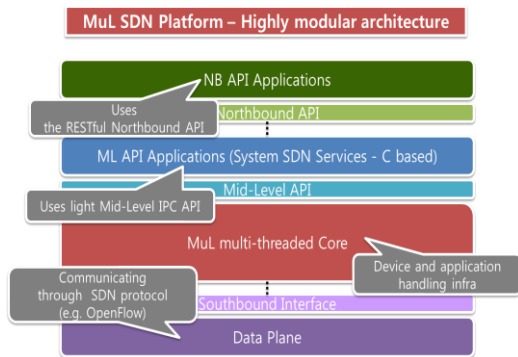 MuL SDN Platform – Highly modular architecture
NB API Applications
Uses
the RESTful Northbound API
Northbound API
ML API Applications (System SDN Services - C based)
Mid-Level API
Uses light Mid-Level IPC API
MuL multi-threaded Core
Device and application
handling infra
Communicating
through SDN protocol
(e.g. OpenFlow)
Southbound Interface
Data Plane